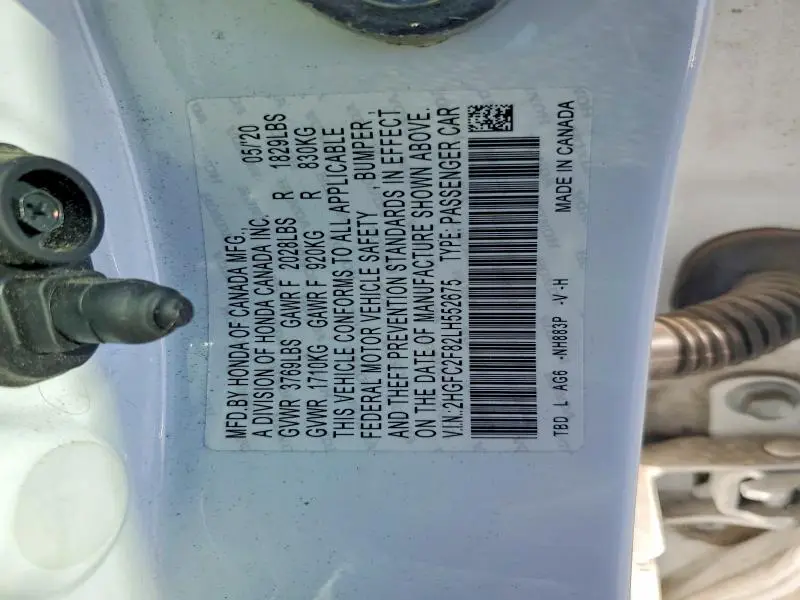 MFD.BY HONDA OF CANADA MFG., 05/'20
A DIVISION OF HONDA CANADA INC.
GVWR 3769LBS GAWR F 2028LBS R 1829LBS
GVWR 1710KG GAWR F 920KG R 830KG
THIS VEHICLE CONFORMS TO ALL APPLICABLE
FEDERAL MOTOR VEHICLE SAFETY , BUMPER ,
AND THEFT PREVENTION STANDARDS IN EFFECT
ON THE DATE OF MANUFACTURE SHOWN ABOVE.
V.I.N.:2HGFC2F82LH552675 TYPE: PASSENGER CAR
TBD L AG6 -NH883P -V -H MADE IN CANADA